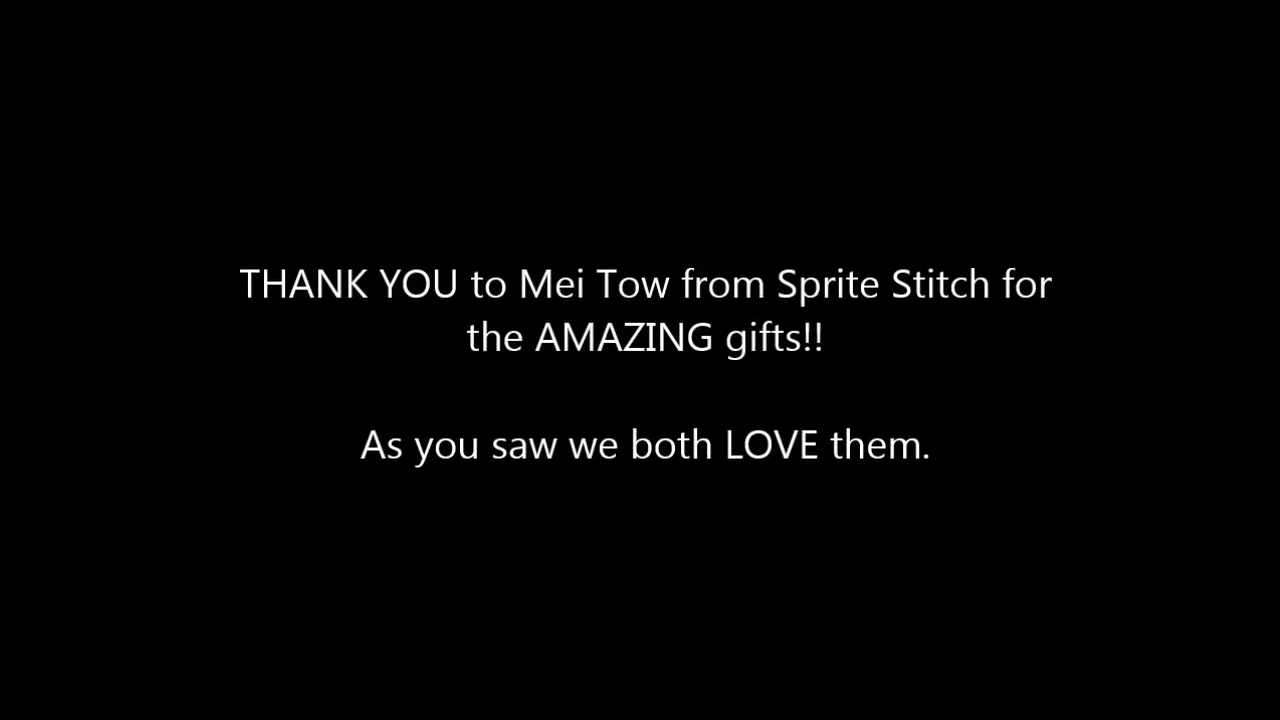 THANK YOU to Mei Tow from Sprite Stitch for
the AMAZING gifts!!
As you saw we both LOVE them.